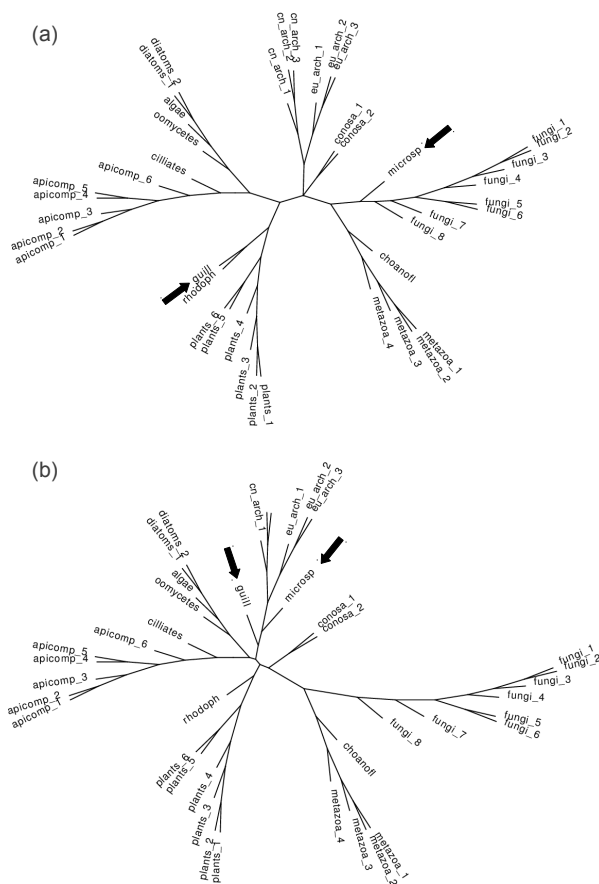 (a)
cn_arch_3
cn_arch_2
cn_arch_1
eu_arch_1
eu_arch_2
eu_arch_3
diatoms_2
diatoms_1
algae
oomycetes
cilliates
conosa_1
conosa_2
microsp
fungi_1
fungi_2
fungi_3
fungi_4
fungi_5
fungi_6
fungi_7
fungi_8
apicomp_6
apicomp_5
apicomp_4
apicomp_3
apicomp_2
apicomp_1
guill
rhodoph
choanofl
plants_6
plants_5
plants_4
plants_3
plants_2
plants_1
metazoa_4
metazoa_3
metazoa_1
metazoa_2
(b)
cn_arch_1
eu_arch_1
eu_arch_2
eu_arch_3
diatoms_2
diatoms_1
algae
oomycetes
guill
microsp
conosa_1
conosa_2
cilliates
apicomp_6
apicomp_5
apicomp_4
apicomp_3
apicomp_2
apicomp_1
rhodoph
fungi_1
fungi_2
fungi_3
fungi_4
fungi_5
fungi_6
fungi_7
fungi_8
choanofl
plants_6
plants_5
plants_4
plants_3
plants_2
plants_1
metazoa_4
metazoa_3
metazoa_1
metazoa_2